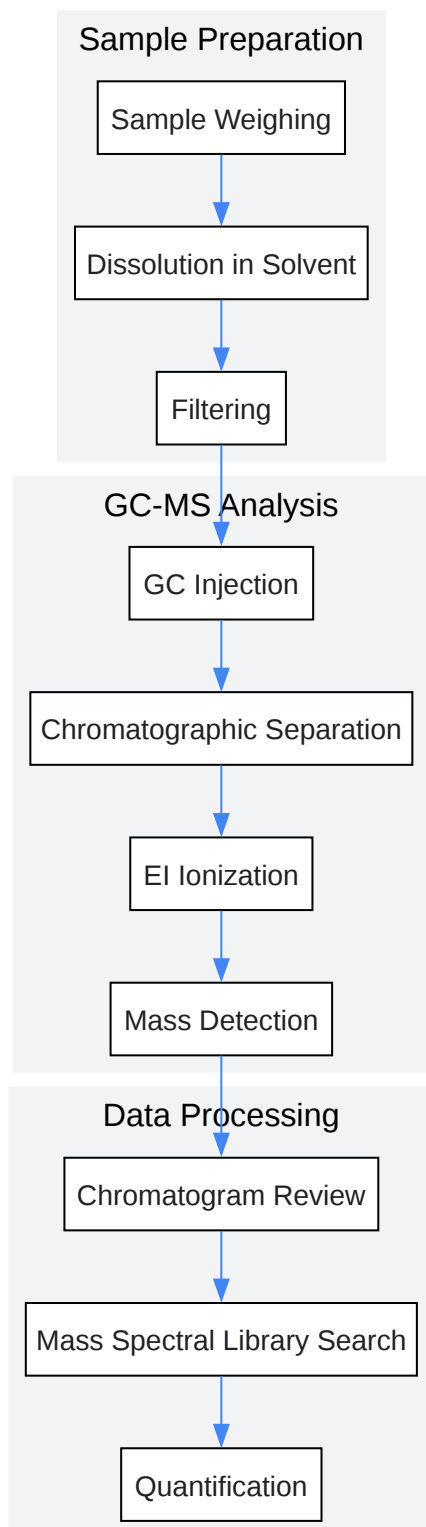 Sample Preparation
Sample Weighing
Dissolution in Solvent
Filtering
GC-MS Analysis
GC Injection
Chromatographic Separation
EI Ionization
Mass Detection
Data Processing
Chromatogram Review
Mass Spectral Library Search
Quantification